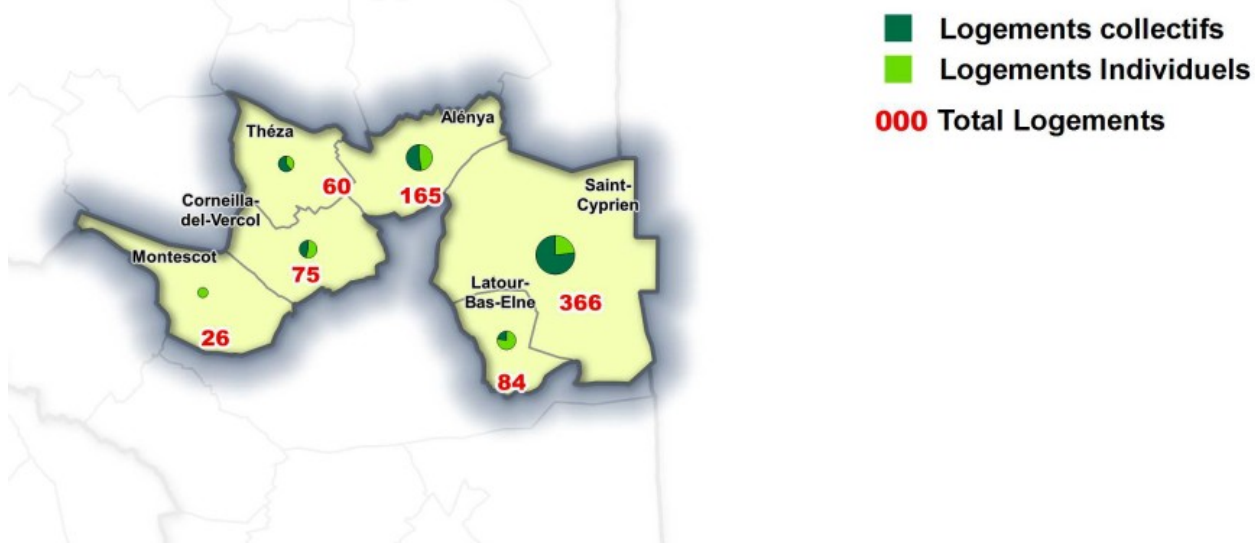 Logements collectifs
Logements Individuels
000 Total Logements
Théza
Alénya
60
165
Saint-
Cyprien
Corneilla-
del-Vercol
Montescot
75
Latour-
Bas-Elne
366
26
84